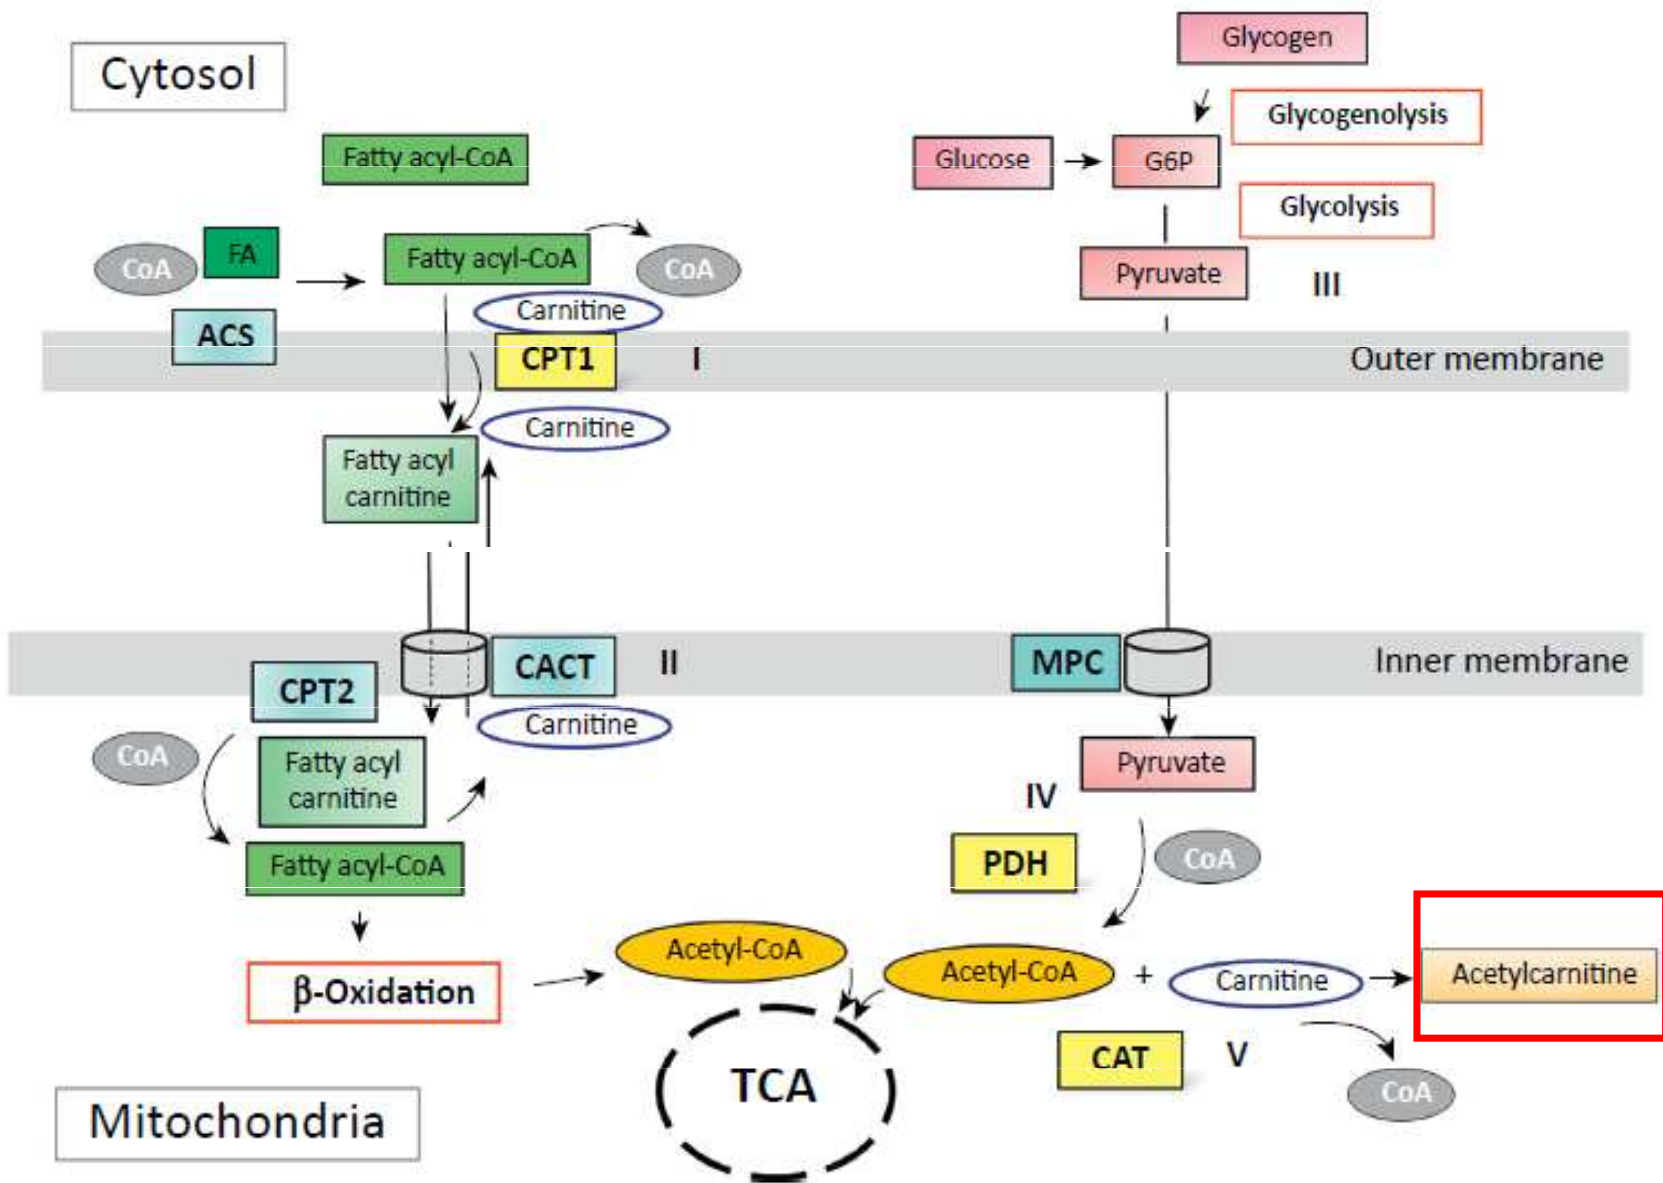 Glycogen
Cytosol
Glycogenolysis
Fatty acyl-CoA
Glucose
G6P
Glycolysis
FA
CoA
Fatty acyl-CoA
CoA
Pyruvate
III
Carnitine
ACS
CPT1
I
Outer membrane
Carnitine
Fatty acyl
carnitine
CACT
II
MPC
Inner membrane
CPT2
Carnitine
CoA
Fatty acyl
carnitine
Pyruvate
IV
Fatty acyl-CoA
PDH
CoA
Acetyl-CoA
Acetyl-CoA
+
Carnitine
Acetylcarnitine
β-Oxidation
CAT
V
TCA
CoA
Mitochondria